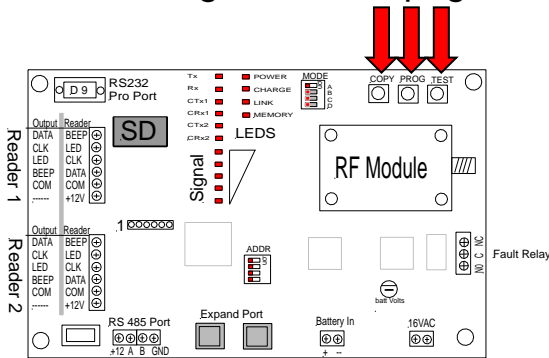 COPY PROG TEST
RS232
Pro Port
D 9
SD
Tx
Rx
CTx1
CRx1
CTx2
CRx2
POWER
CHARGE
LINK
MEMORY
LEDS
Signal
MODE
A
B
C
D
RF Module
Reader 1
Output Reader
DATA BEEP
CLK LED
LED CLK
BEEP DATA
COM COM
------ +12V
Reader 2
Output Reader
DATA BEEP
CLK LED
LED CLK
BEEP DATA
COM COM
------ +12V
1
ADDR
NO C NC
Fault Relay
batt Volts
RS 485 Port
+12 A B GND
Expand Port
Battery In
+ --
16VAC